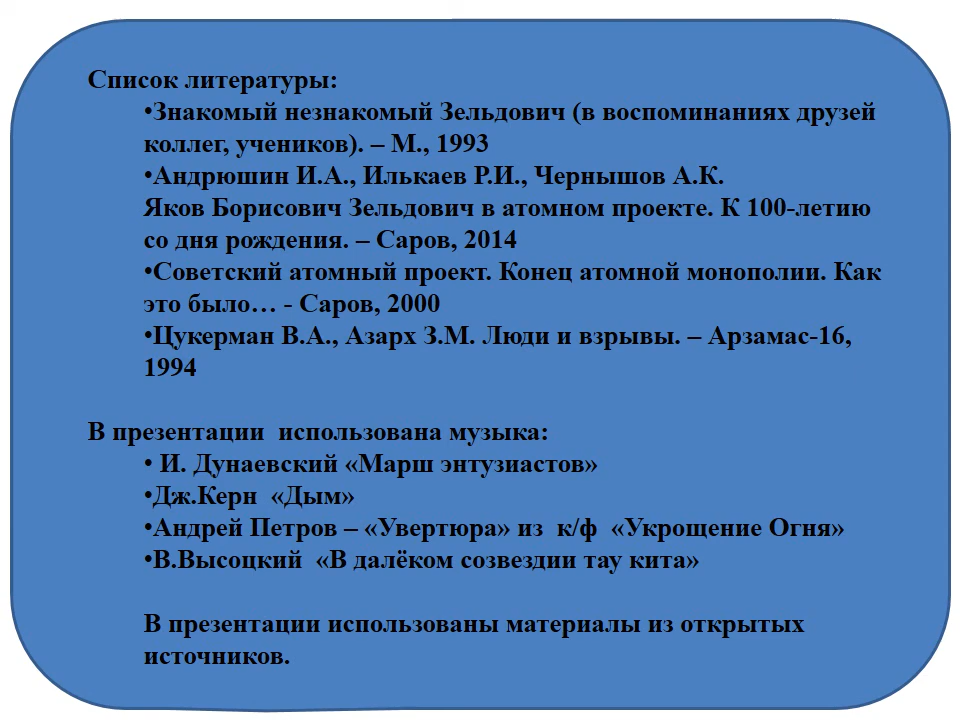 Список литературы:
•Знакомый незнакомый Зельдович (в воспоминаниях друзей
коллег, учеников). – М., 1993
•Андрюшин И.А., Илькаев Р.И., Чернышов А.К.
Яков Борисович Зельдович в атомном проекте. К 100-летию
со дня рождения. – Саров, 2014
•Советский атомный проект. Конец атомной монополии. Как
это было… - Саров, 2000
•Цукерман В.А., Азарх З.М. Люди и взрывы. – Арзамас-16,
1994
В презентации  использована музыка:
• И. Дунаевский «Марш энтузиастов»
•Дж.Керн  «Дым»
•Андрей Петров – «Увертюра» из  к/ф  «Укрощение Огня»
•В.Высоцкий  «В далёком созвездии тау кита»
В презентации использованы материалы из открытых
источников.